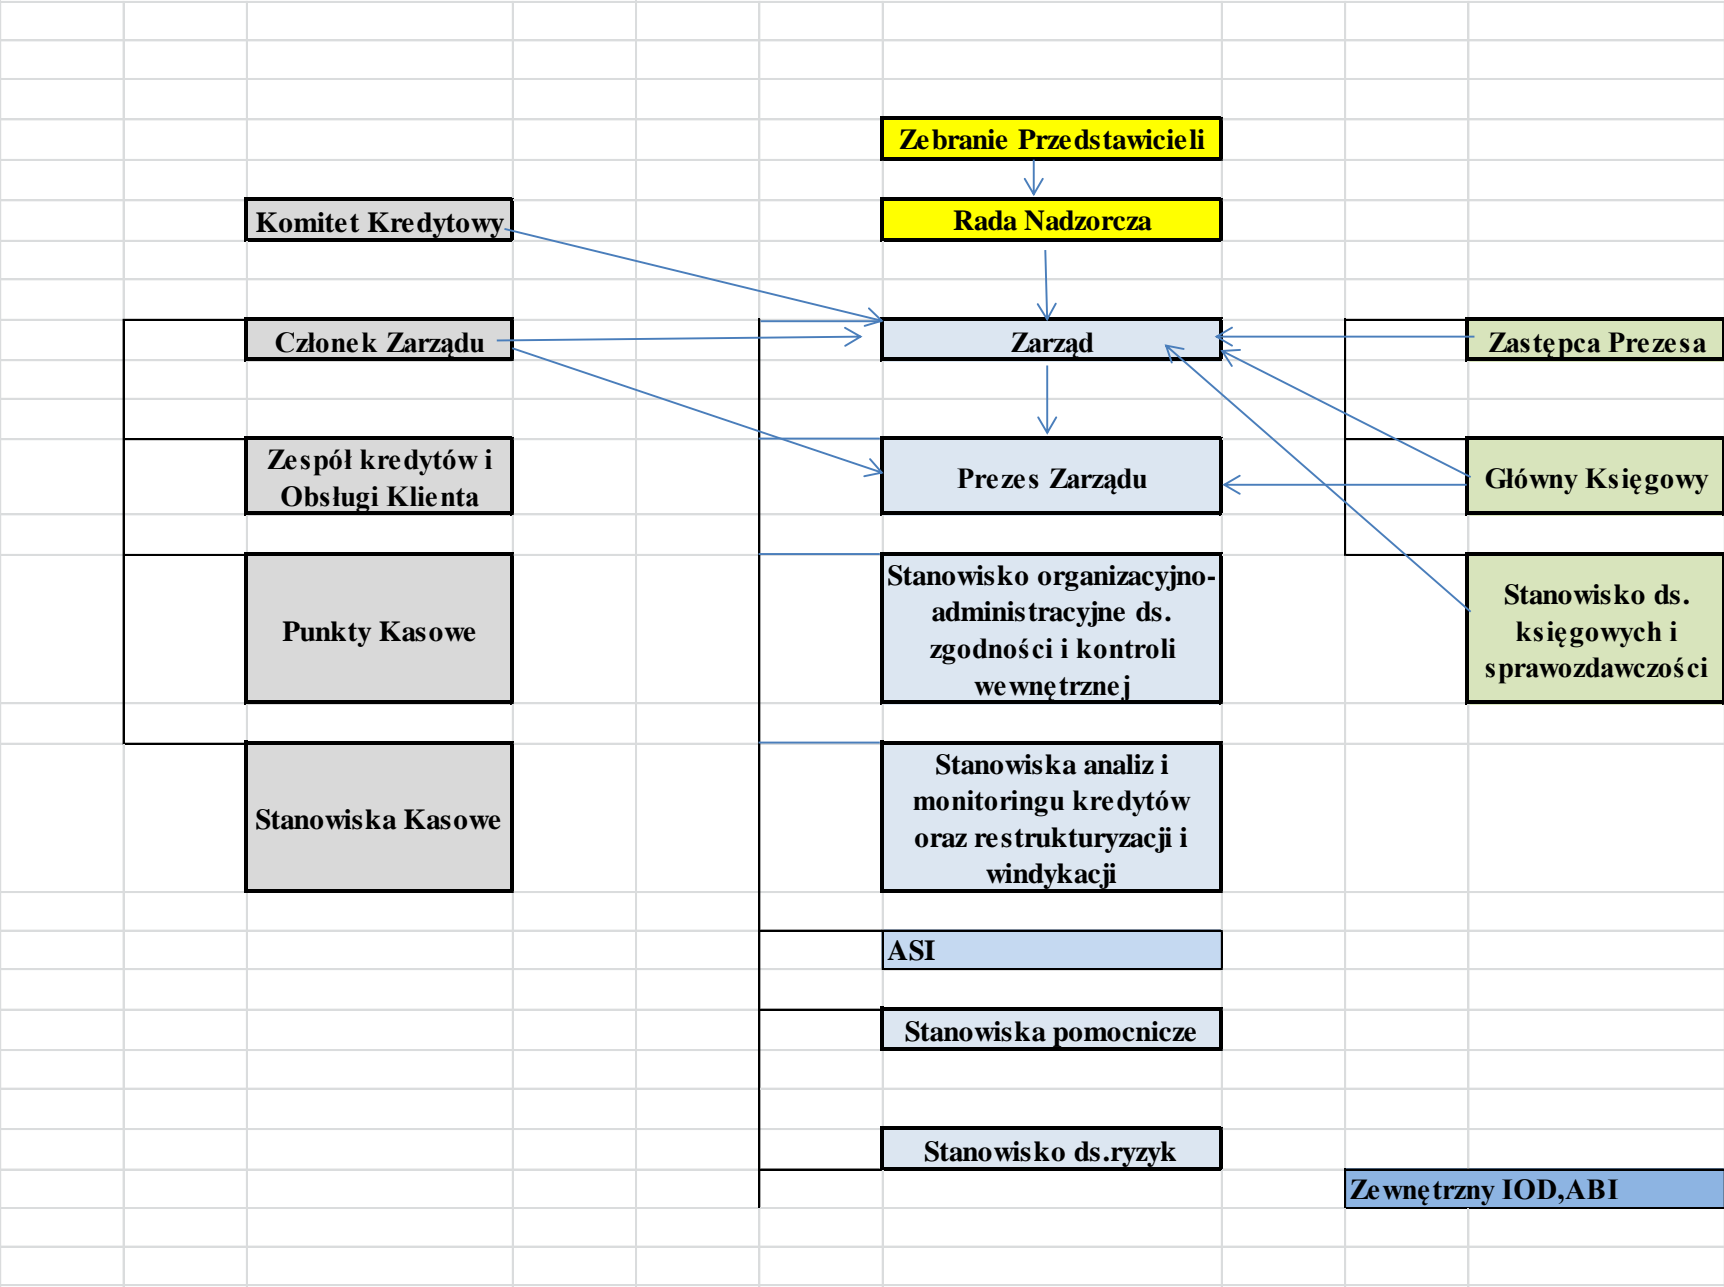 Zebranie Przedstawicieli
Komitet Kredytowy
Rada Nadzorcza
Członek Zarządu
Zarząd
Zastępca Prezesa
Zespół kredytów i
Obsługi Klienta
Prezes Zarządu
Główny Księgowy
Punkty Kasowe
Stanowisko organizacyjno-
administracyjne ds.
zgodności i kontroli
wewnętrznej
Stanowisko ds.
księgowych i
sprawozdawczości
Stanowiska Kasowe
Stanowiska analiz i
monitoringu kredytów
oraz restrukturyzacji i
windykacji
ASI
Stanowiska pomocnicze
Stanowisko ds.ryzyk
Zewnętrzny IOD,ABI